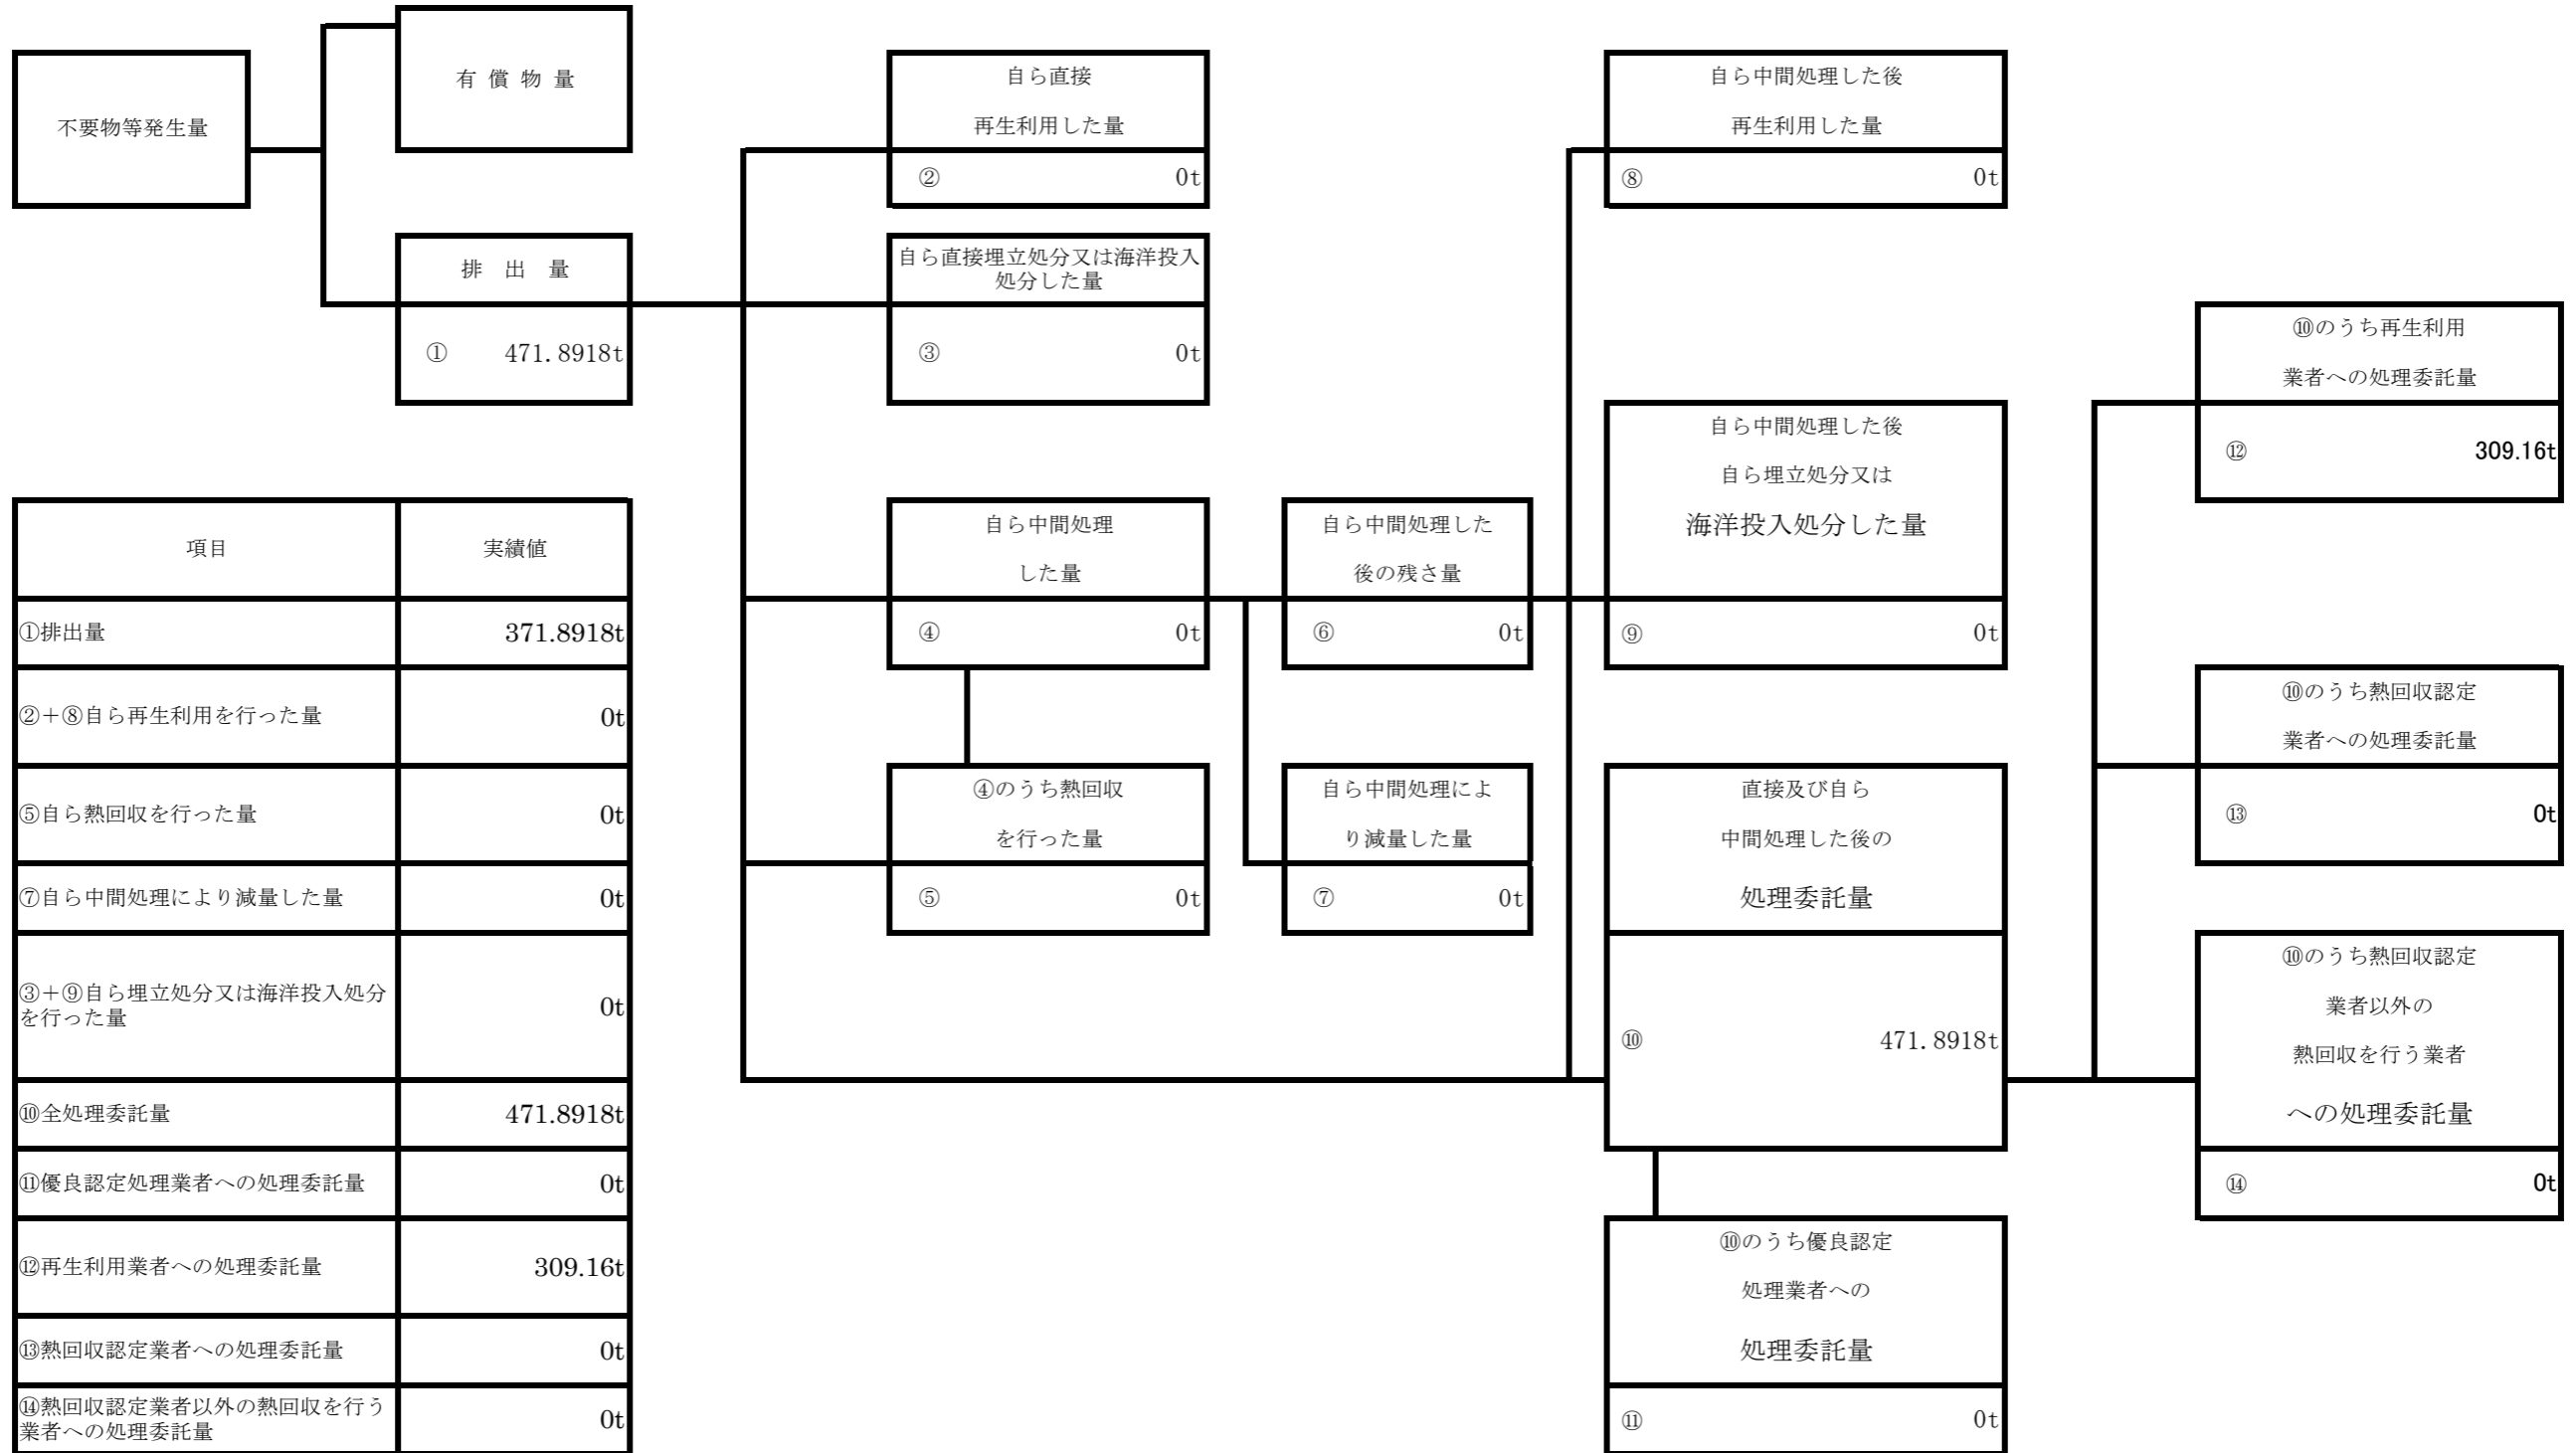 不要物等発生量
有 償 物 量
排 出 量
① 471.8918t
自ら直接
再生利用した量
② 0t
自ら直接埋立処分又は海洋投入
処分した量
③ 0t
自ら中間処理
した量
④ 0t
④のうち熱回収
を行った量
⑤ 0t
自ら中間処理した
後の残さ量
⑥ 0t
自ら中間処理によ
り減量した量
⑦ 0t
自ら中間処理した後
再生利用した量
⑧ 0t
自ら中間処理した後
自ら埋立処分又は
海洋投入処分した量
⑨ 0t
直接及び自ら
中間処理した後の
処理委託量
⑩ 471.8918t
⑩のうち優良認定
処理業者への
処理委託量
⑪ 0t
⑩のうち再生利用
業者への処理委託量
⑫ 309.16t
⑩のうち熱回収認定
業者への処理委託量
⑬ 0t
⑩のうち熱回収認定
業者以外の
熱回収を行う業者
への処理委託量
⑭ 0t
項目 実績値
①排出量 371.8918t
②+⑧自ら再生利用を行った量 0t
⑤自ら熱回収を行った量 0t
⑦自ら中間処理により減量した量 0t
③+⑨自ら埋立処分又は海洋投入処分
を行った量 0t
⑩全処理委託量 471.8918t
⑪優良認定処理業者への処理委託量 0t
⑫再生利用業者への処理委託量 309.16t
⑬熱回収認定業者への処理委託量 0t
⑭熱回収認定業者以外の熱回収を行う
業者への処理委託量 0t